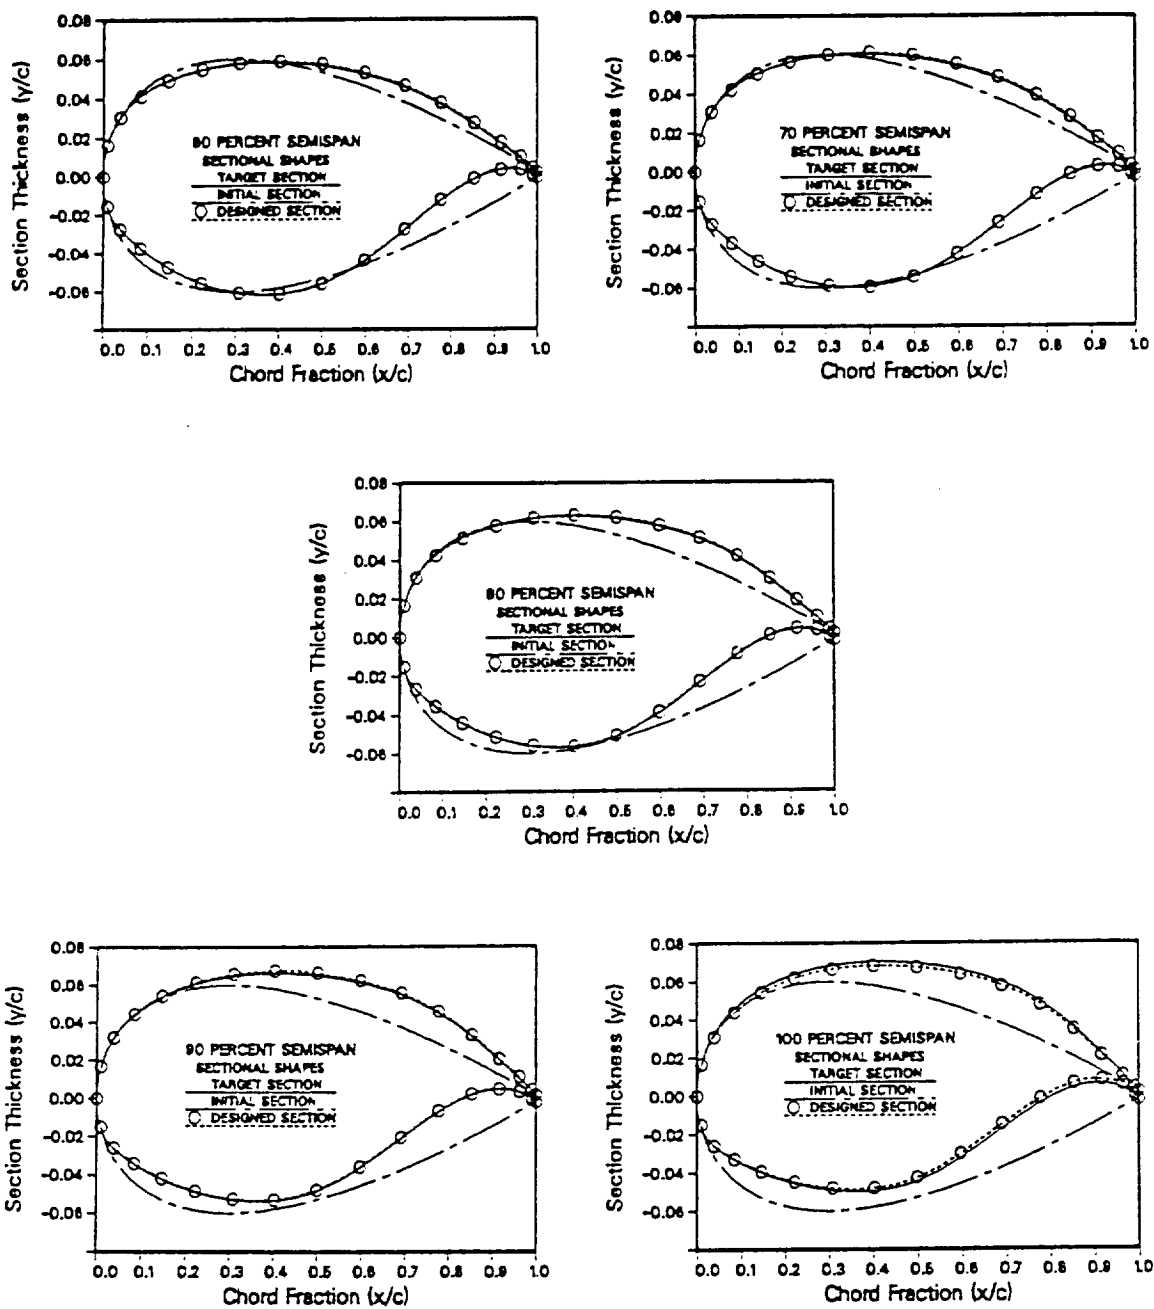 0.08
0.06
0.04
0.02
0.00
-0.02
-0.04
-0.06
Section Thickness (y/c)
60 PERCENT SEMISPAN
SECTIONAL SHAPES
TARGET SECTION
INITIAL SECTION
DESIGNED SECTION
0.0 0.1 0.2 0.3 0.4 0.5 0.6 0.7 0.8 0.9 1.0
Chord Fraction (x/c)
0.08
0.06
0.04
0.02
0.00
-0.02
-0.04
-0.06
Section Thickness (y/c)
70 PERCENT SEMISPAN
SECTIONAL SHAPES
TARGET SECTION
INITIAL SECTION
DESIGNED SECTION
0.0 0.1 0.2 0.3 0.4 0.5 0.6 0.7 0.8 0.9 1.0
Chord Fraction (x/c)
0.08
0.06
0.04
0.02
0.00
-0.02
-0.04
-0.06
Section Thickness (y/c)
80 PERCENT SEMISPAN
SECTIONAL SHAPES
TARGET SECTION
INITIAL SECTION
DESIGNED SECTION
0.0 0.1 0.2 0.3 0.4 0.5 0.6 0.7 0.8 0.9 1.0
Chord Fraction (x/c)
0.08
0.06
0.04
0.02
0.00
-0.02
-0.04
-0.06
Section Thickness (y/c)
90 PERCENT SEMISPAN
SECTIONAL SHAPES
TARGET SECTION
INITIAL SECTION
DESIGNED SECTION
0.0 0.1 0.2 0.3 0.4 0.5 0.6 0.7 0.8 0.9 1.0
Chord Fraction (x/c)
0.08
0.06
0.04
0.02
0.00
-0.02
-0.04
-0.06
Section Thickness (y/c)
100 PERCENT SEMISPAN
SECTIONAL SHAPES
TARGET SECTION
INITIAL SECTION
DESIGNED SECTION
0.0 0.1 0.2 0.3 0.4 0.5 0.6 0.7 0.8 0.9 1.0
Chord Fraction (x/c)